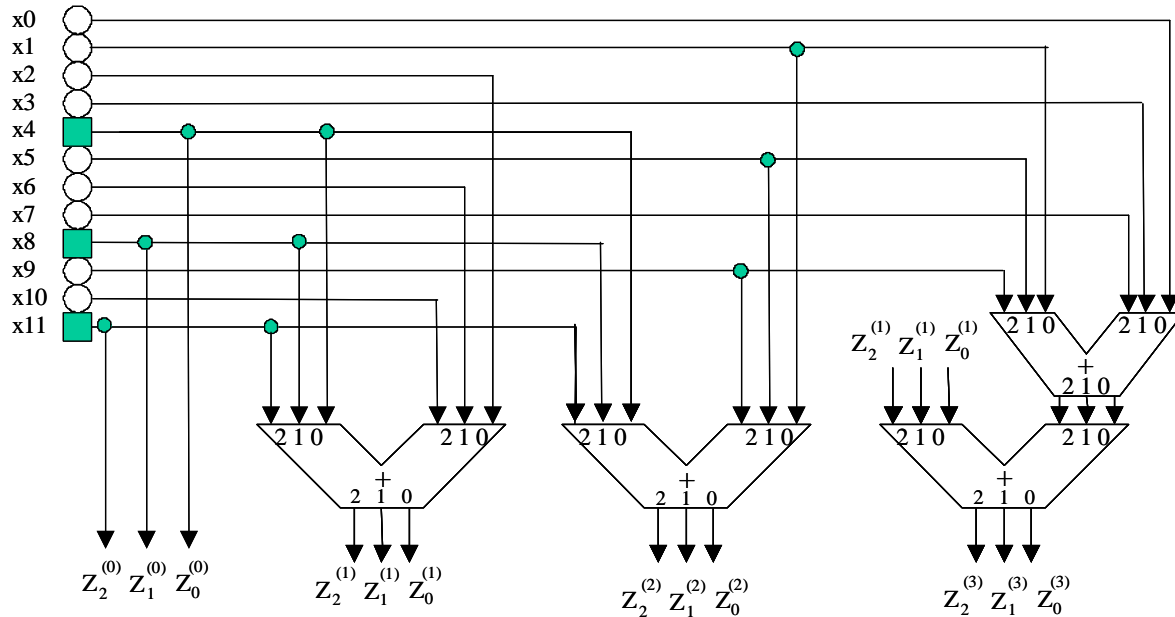 x0
x1
x2
x3
x4
x5
x6
x7
x8
x9
x10
x11
2 1 0
2 1 0
+
2 1 0
Z₂⁽¹⁾ Z₁⁽¹⁾ Z₀⁽¹⁾
2 1 0
2 1 0
+
2 1 0
2 1 0
2 1 0
+
2 1 0
2 1 0
2 1 0
+
2 1 0
Z₂⁽⁰⁾ Z₁⁽⁰⁾ Z₀⁽⁰⁾
Z₂⁽¹⁾ Z₁⁽¹⁾ Z₀⁽¹⁾
Z₂⁽²⁾ Z₁⁽²⁾ Z₀⁽²⁾
Z₂⁽³⁾ Z₁⁽³⁾ Z₀⁽³⁾